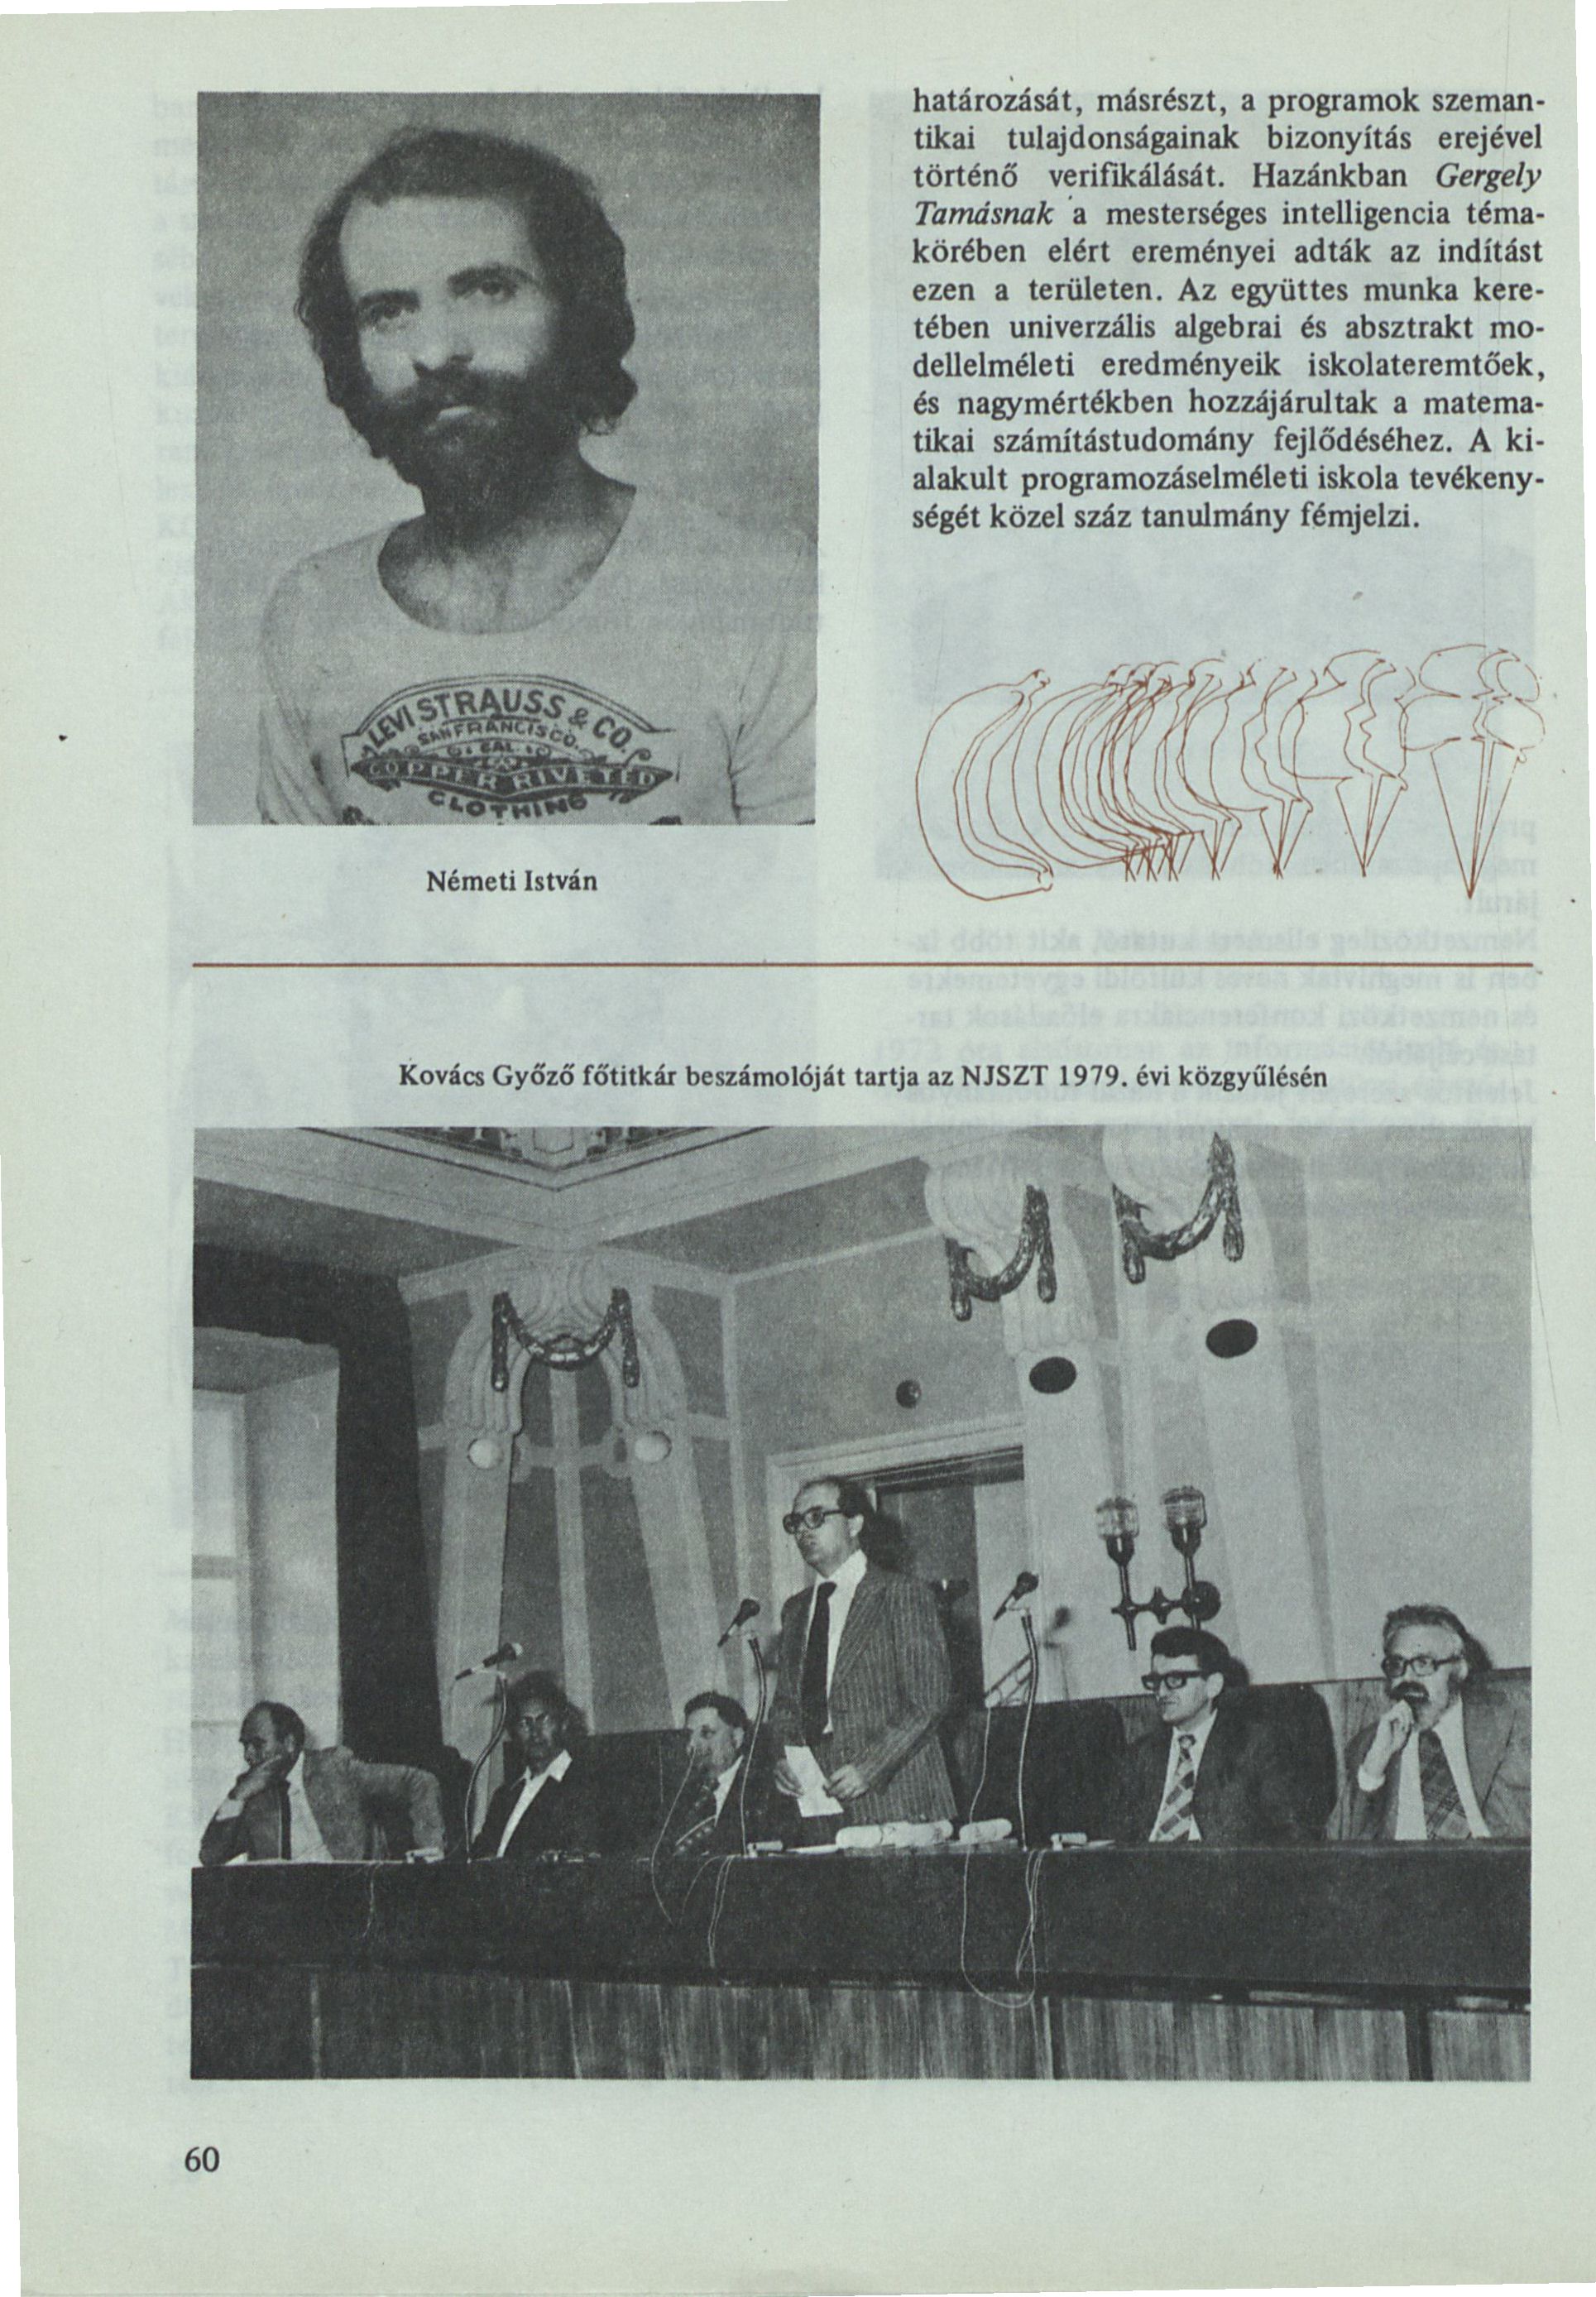 határozását, másrészt, a programok szeman-
tikai tulajdonságainak bizonyítás erejével
történő verifikálását. Hazánkban Gergely
Tamásnak a mesterséges intelligencia téma-
körében elért ereményei adták az indítást
ezen a területen. Az együttes munka kere-
tében univerzális algebrai és absztrakt mo-
dellelméleti eredményeik iskolateremtőek,
és nagymértékben hozzájárultak a matema-
tikai számítástudomány fejlődéséhez. A ki-
alakult programozáselméleti iskola tevékeny-
ségét közel száz tanulmány fémjelzi.
LEVI STRAUSS & CO.
SAN FRANCISCO
CAL.
COPPER RIVETED
CLOTHING
Németi István
Kovács Győző főtitkár beszámolóját tartja az NJSZT 1979. évi közgyűlésén
60